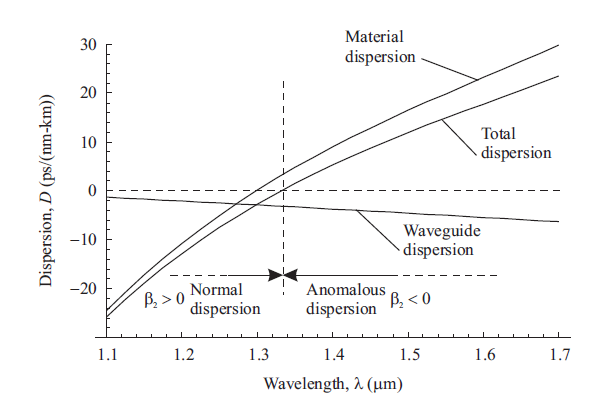 Material
dispersion
Total
dispersion
Waveguide
dispersion
Normal
dispersion
β₂ > 0
Anomalous
dispersion
β₂ < 0
Dispersion, D (ps/(nm-km))
30
20
10
0
−10
−20
1.1
1.2
1.3
1.4
1.5
1.6
1.7
Wavelength, λ (μm)